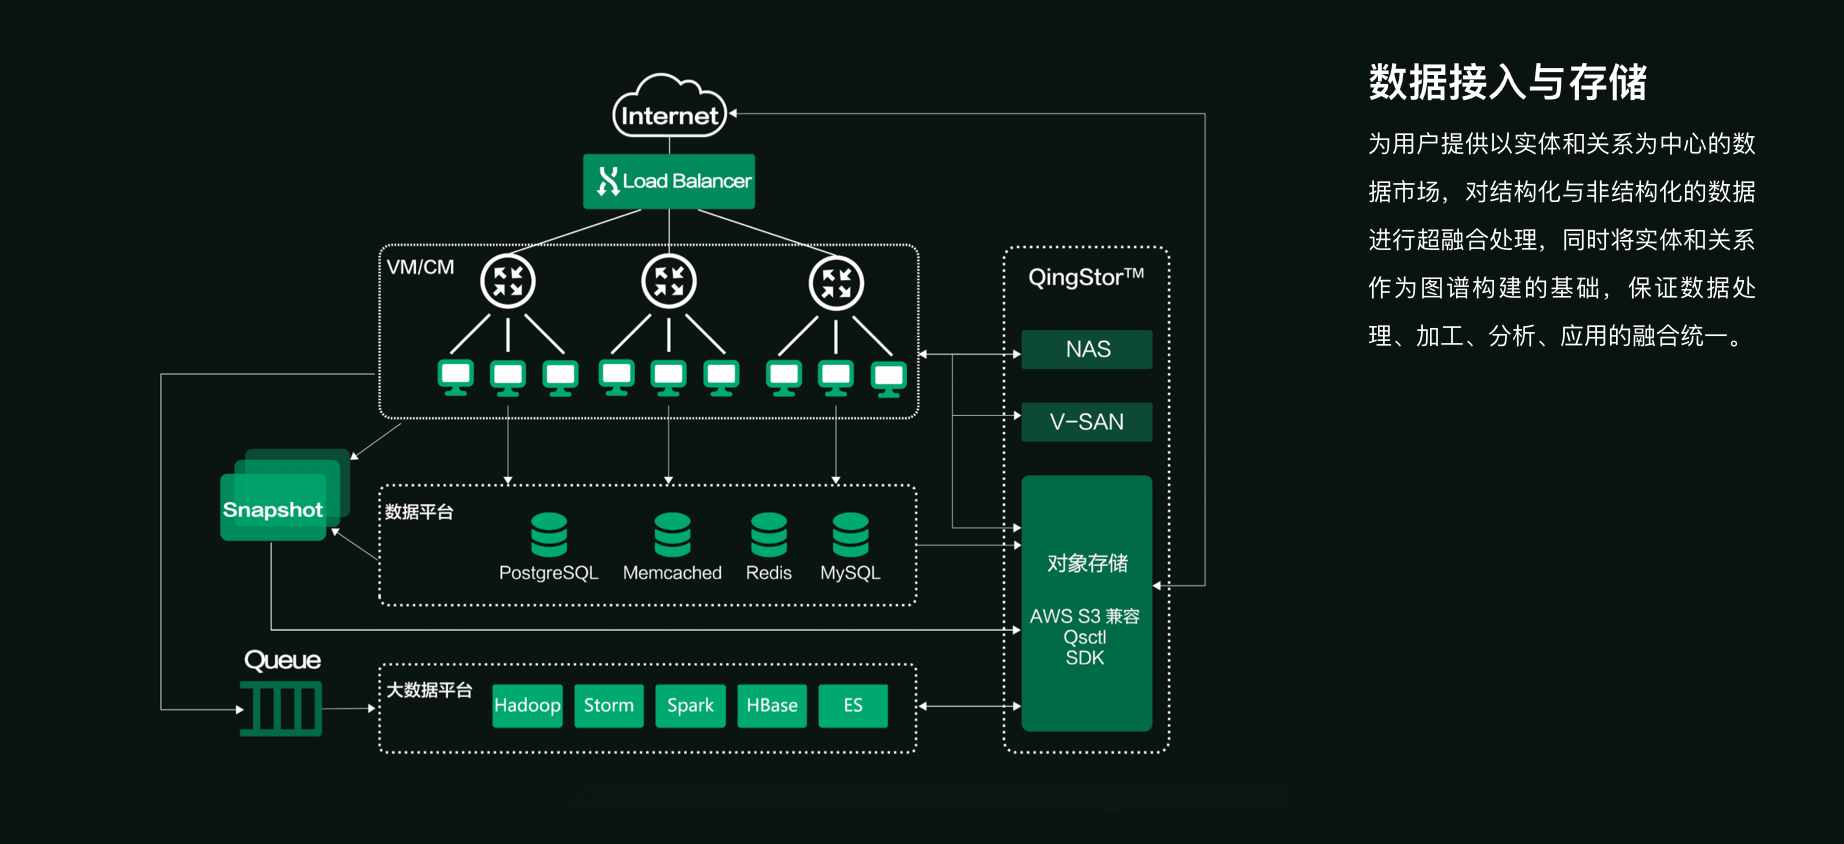 Internet
Load Balancer
VM/CM
QingStor™
NAS
V-SAN
Snapshot
数据平台
PostgreSQL
Memcached
Redis
MySQL
对象存储
AWS S3 兼容
Qsctl
SDK
Queue
大数据平台
Hadoop
Storm
Spark
HBase
ES
数据接入与存储
为用户提供以实体和关系为中心的数
据市场，对结构化与非结构化的数据
进行超融合处理，同时将实体和关系
作为图谱构建的基础，保证数据处
理、加工、分析、应用的融合统一。